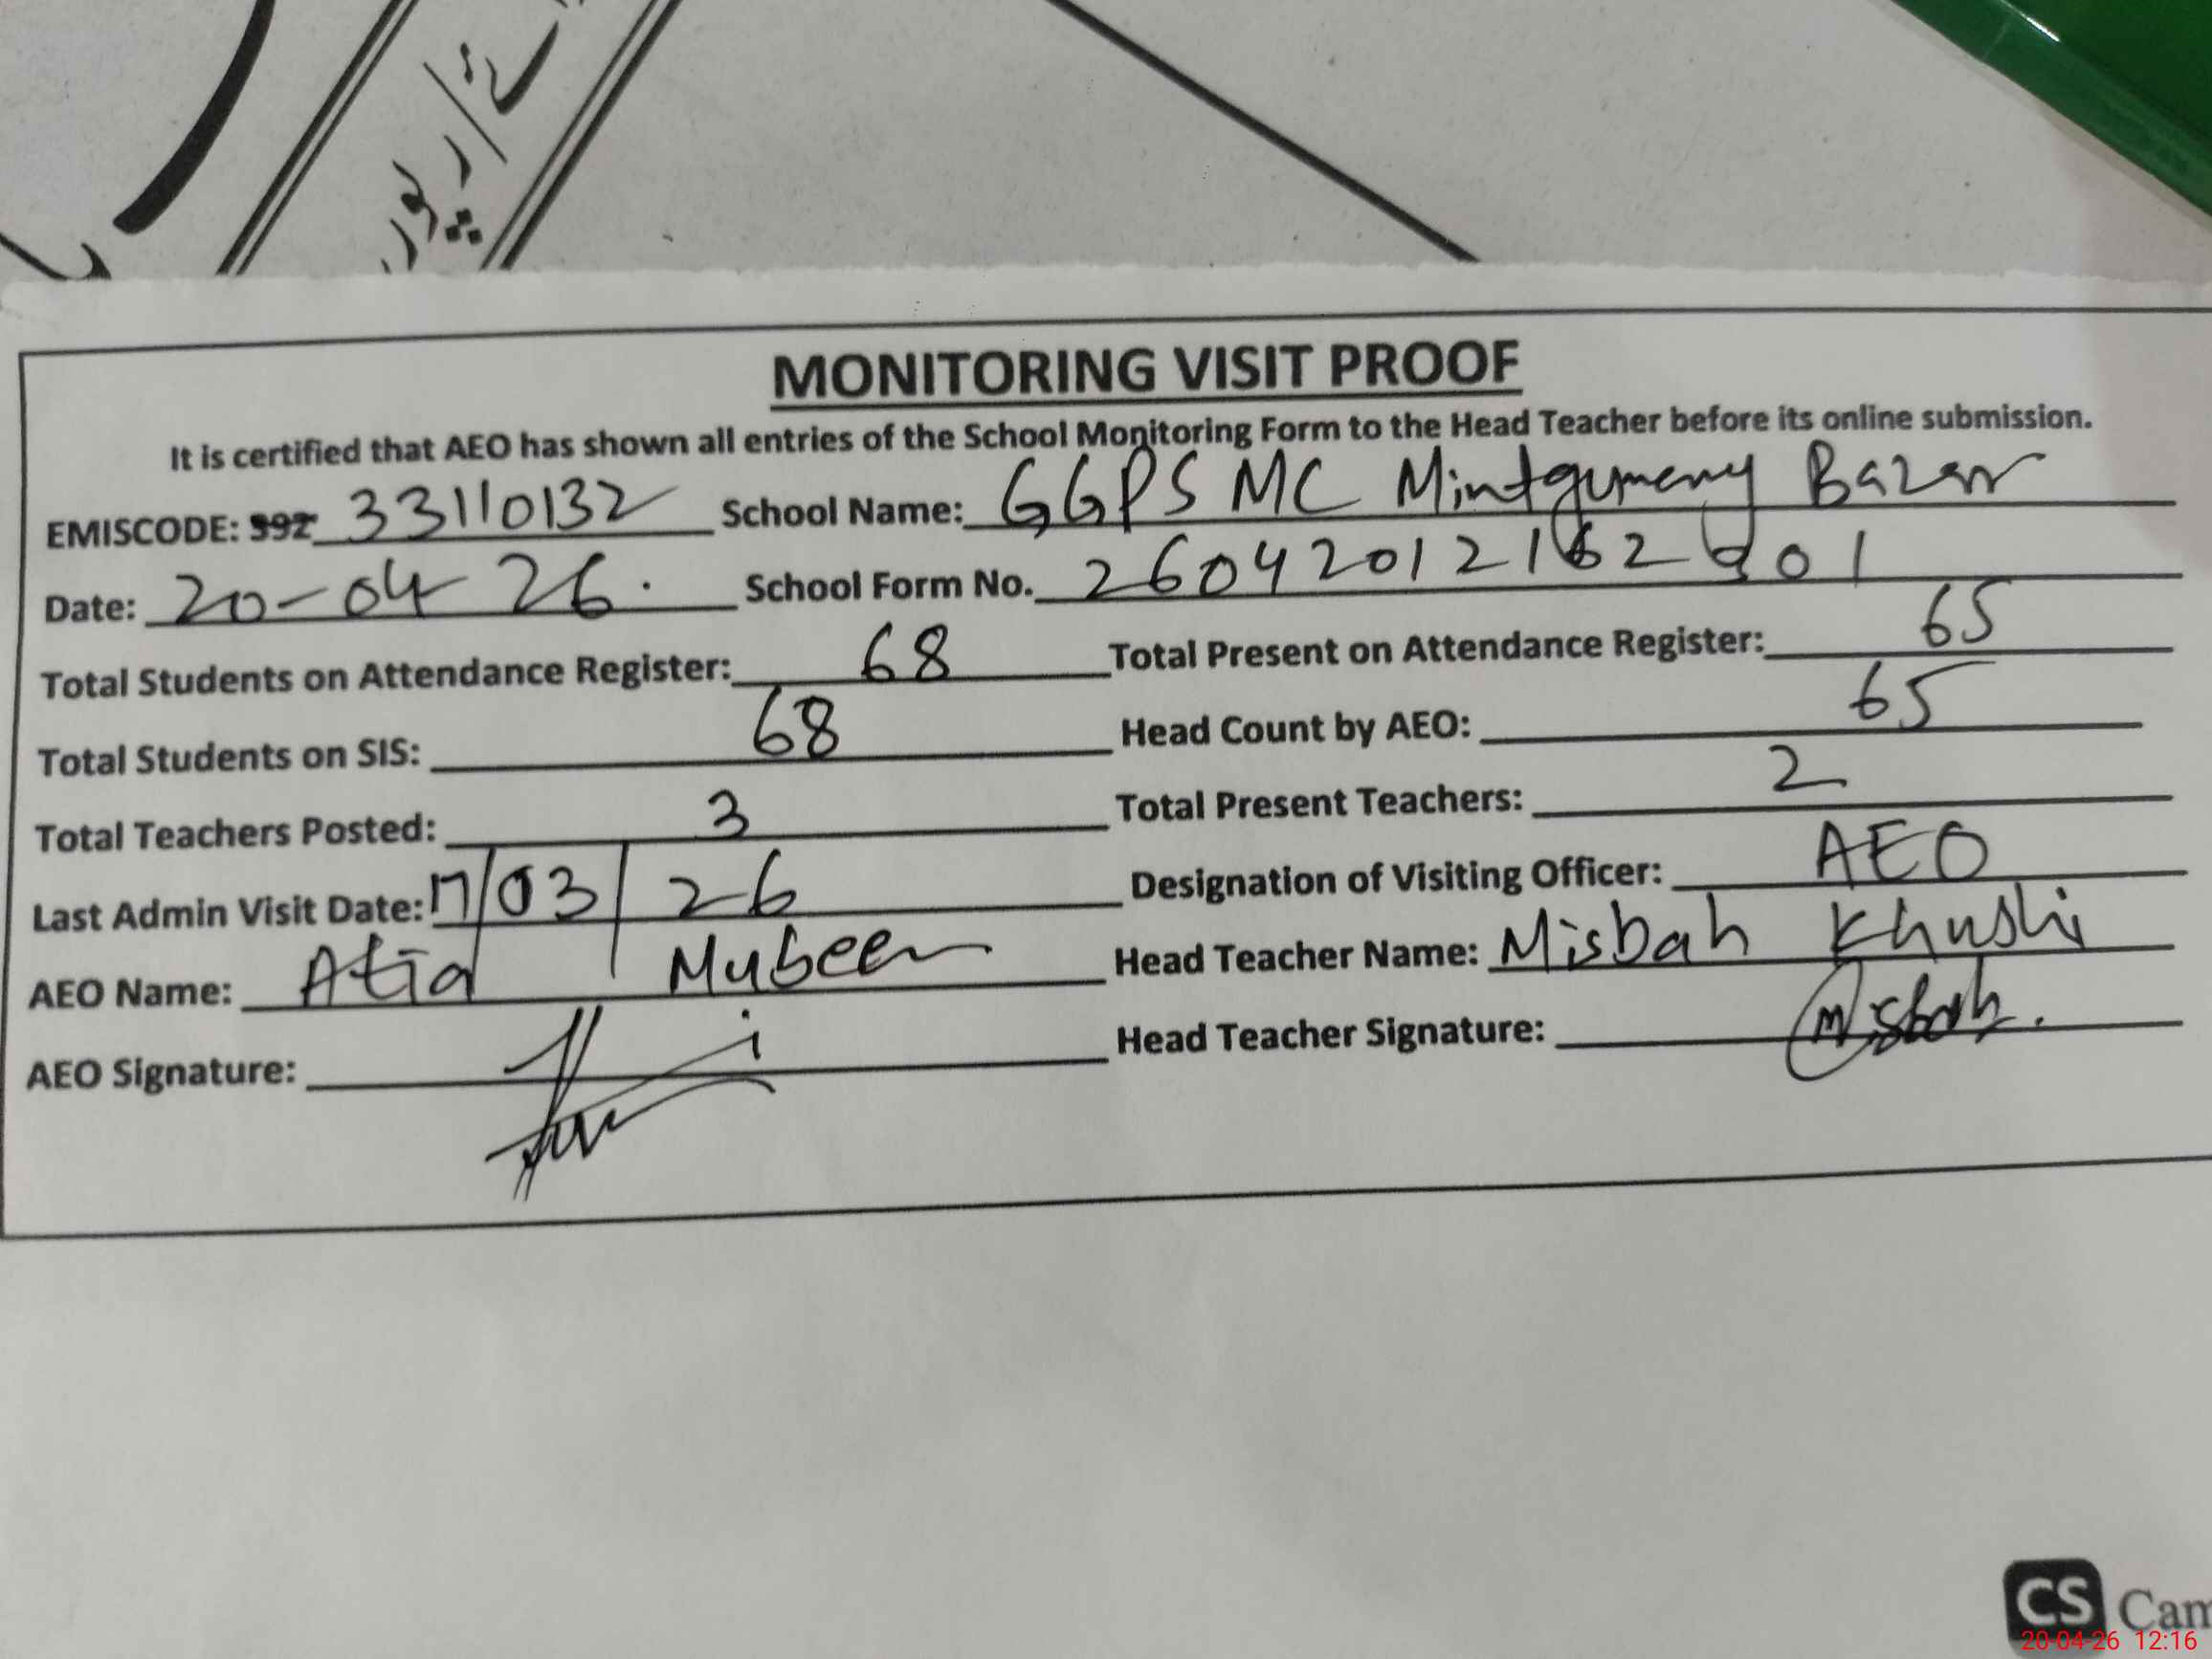 MONITORING VISIT PROOF
It is certified that AEO has shown all entries of the School Monitoring Form to the Head Teacher before its online submission.
EMISCODE: 392 33110132 School Name: GGPS MC Mintgumeny Bazar
Date: 20-04-26. School Form No. 260420121622901
Total Students on Attendance Register: 68 Total Present on Attendance Register: 65
Total Students on SIS: 68 Head Count by AEO: 65
Total Teachers Posted: 3 Total Present Teachers: 2
Last Admin Visit Date: 17/03/26 Designation of Visiting Officer: AEO
AEO Name: Atia Mubeen Head Teacher Name: Misbah Khushi
AEO Signature: Head Teacher Signature: Misbah.
CS Cam
20-04-26 12:16